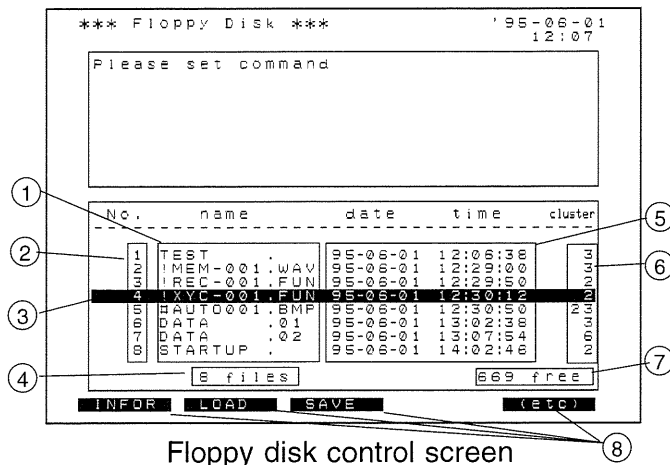 *** Floppy Disk *** '95-06-01
12:07
Please set command
No. name date time cluster
1 TEST . 95-06-01 12:06:38 3
2 !MEM-001.WAV 95-06-01 12:29:00 3
3 !REC-001.FUN 95-06-01 12:29:50 2
4 !XYC-001.FUN 95-06-01 12:30:12 2
5 #AUTO001.BMP 95-06-01 12:30:50 23
6 DATA .01 95-06-01 13:02:38 3
7 DATA .02 95-06-01 13:07:54 6
8 STARTUP . 95-06-01 14:02:46 2
8 files 669 free
INFOR LOAD SAVE (etc)
1
2
3
4
5
6
7
8
Floppy disk control screen